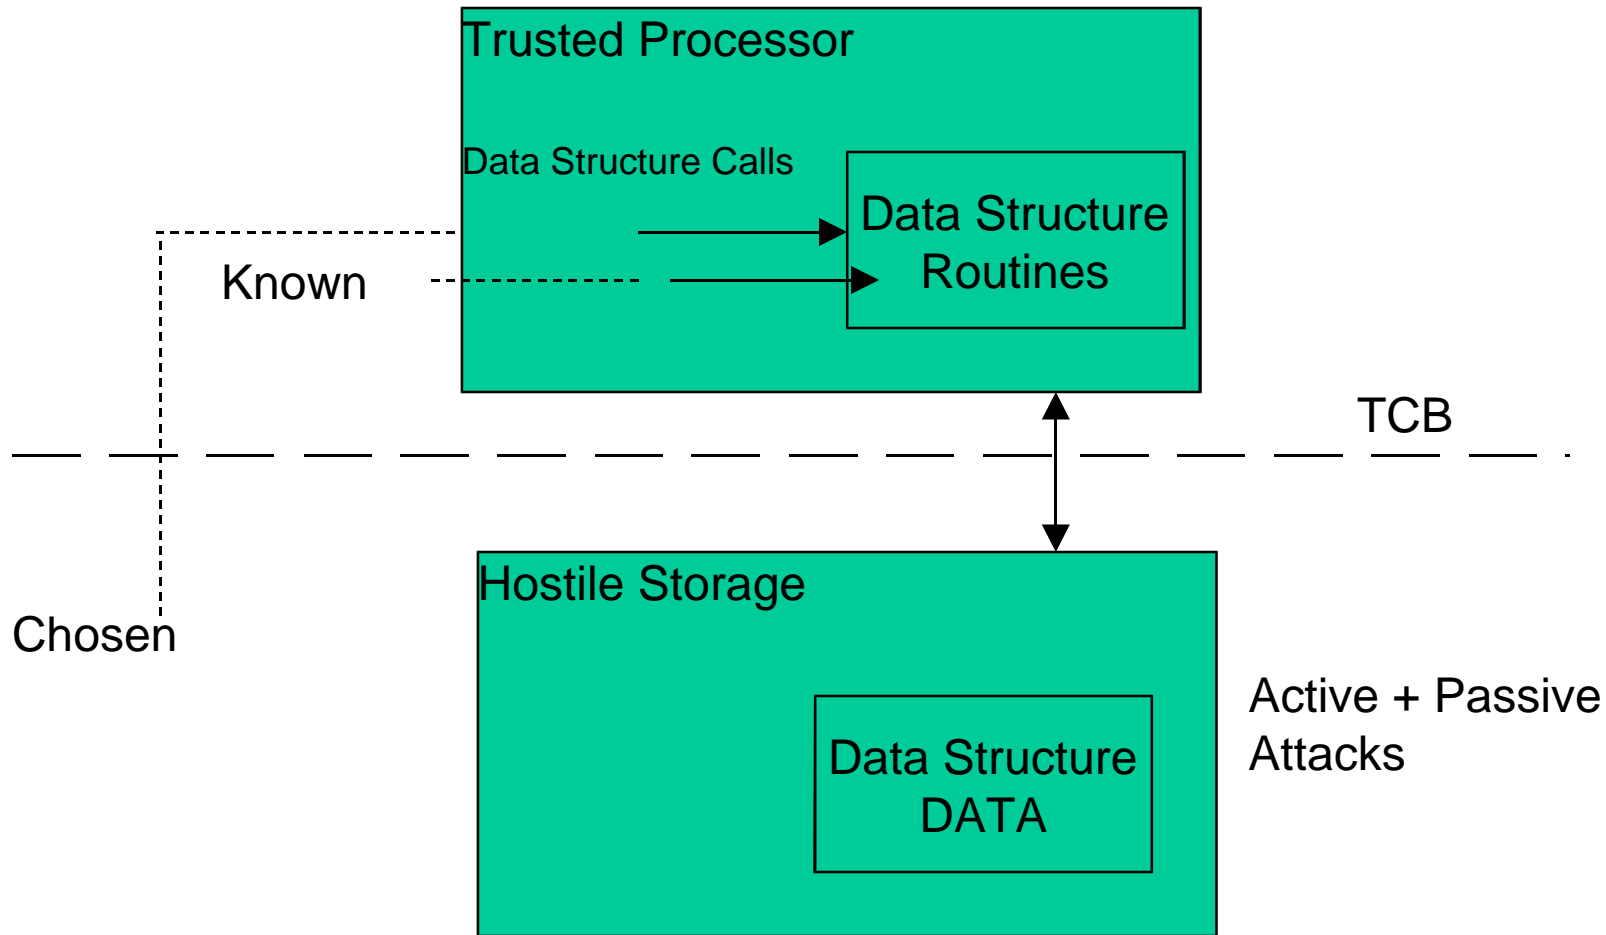 Trusted Processor
Data Structure Calls
Data Structure
Routines
Known
TCB
Hostile Storage
Chosen
Active + Passive
Attacks
Data Structure
DATA